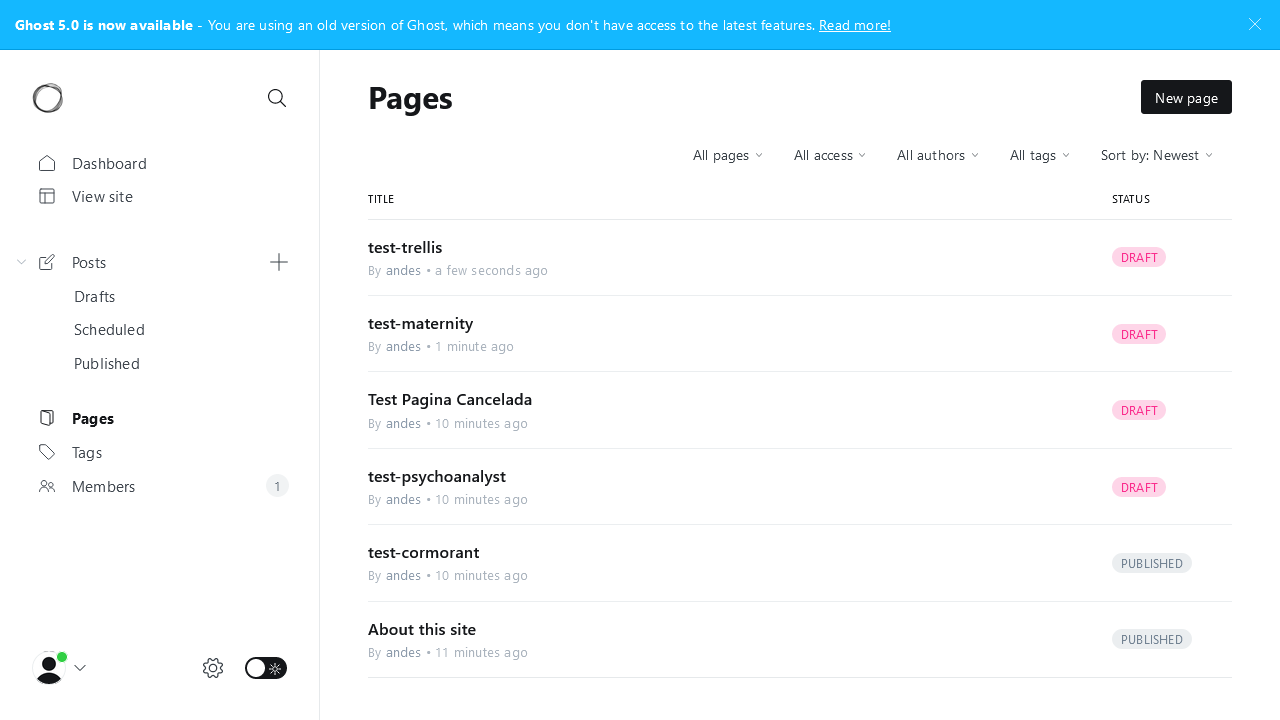 Ghost 5.0 is now available - You are using an old version of Ghost, which means you don't have access to the latest features. Read more!
Dashboard
View site
Posts
Drafts
Scheduled
Published
Pages
Tags
Members
1
Pages
New page
All pages
All access
All authors
All tags
Sort by: Newest
TITLE
STATUS
test-trellis
By andes • a few seconds ago
DRAFT
test-maternity
By andes • 1 minute ago
DRAFT
Test Pagina Cancelada
By andes • 10 minutes ago
DRAFT
test-psychoanalyst
By andes • 10 minutes ago
DRAFT
test-cormorant
By andes • 10 minutes ago
PUBLISHED
About this site
By andes • 11 minutes ago
PUBLISHED